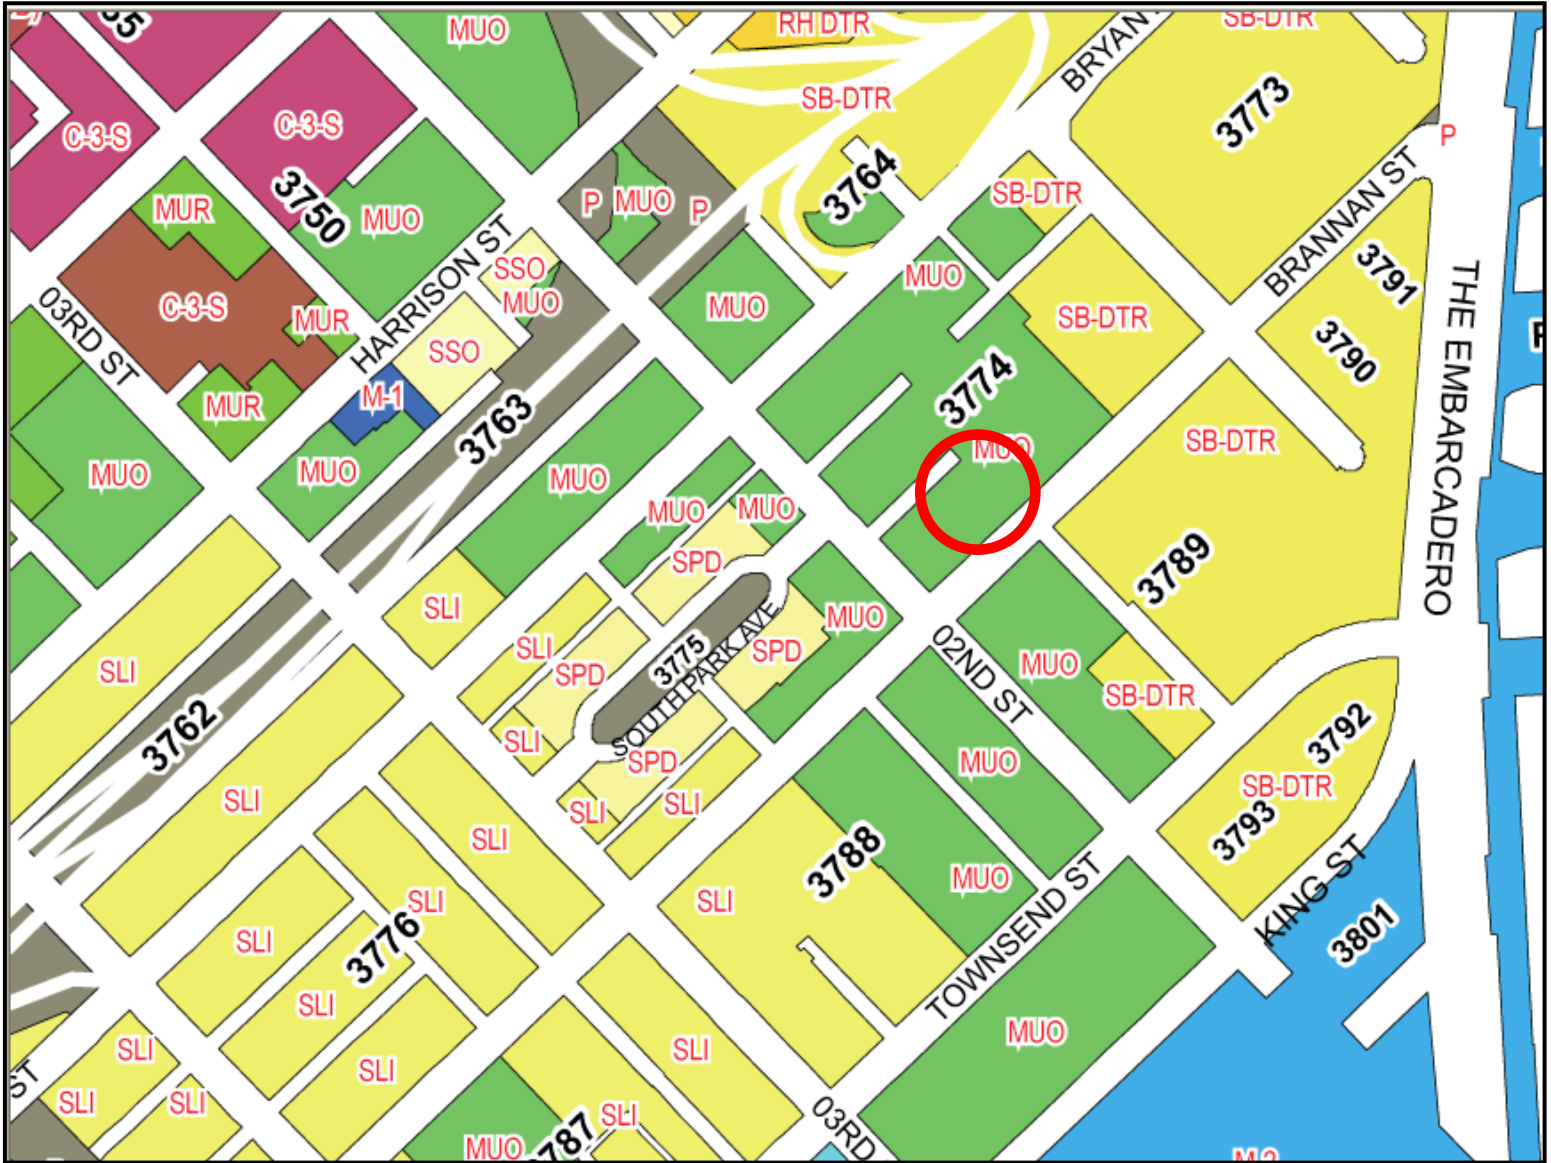 MUO
RH DTR
SB-DTR
BRYAN
SB-DTR
C-3-S
C-3-S
3773
P
3750
MUR
MUO
P
MUO
P
3764
SB-DTR
BRANNAN ST
HARRISON ST
SSO
MUO
MUO
MUO
3791
THE EMBARCADERO
03RD ST
C-3-S
MUR
SSO
SB-DTR
3790
M-1
MUR
3763
3774
MUO
MUO
MUO
MUO
SB-DTR
MUO
MUO
SPD
3789
SLI
SLI
SPD
3775
SOUTH PARK AVE
SPD
MUO
02ND ST
MUO
SB-DTR
SLI
3762
SLI
SPD
MUO
3792
SB-DTR
3793
SLI
SLI
SLI
SLI
3788
MUO
KING ST
3801
SLI
SLI
TOWNSEND ST
SLI
3776
SLI
MUO
SLI
SLI
SLI
ST
SLI
SLI
SLI
03RD
MUO
3787
M-2